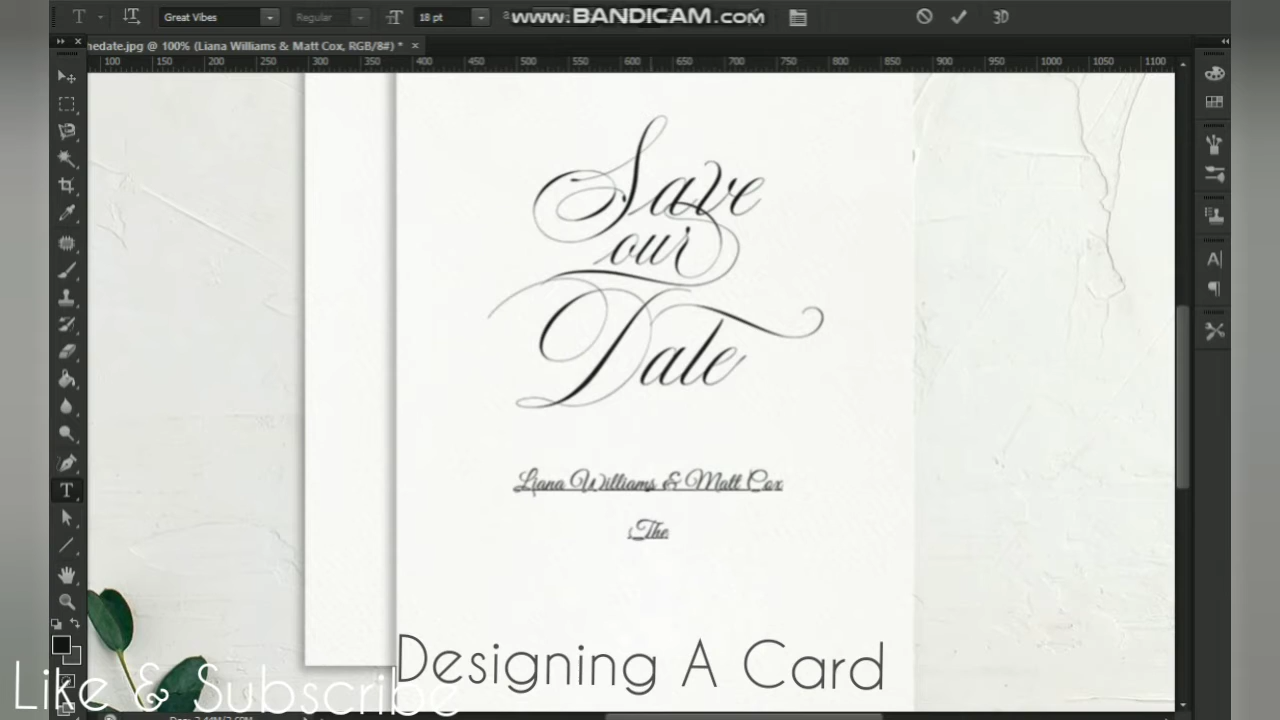 Great Vibes Regular 18 pt www.BANDICAM.com 3D
nedate.jpg @ 100% (Liana Williams & Matt Cox, RGB/8#) * ×
100 150 200 250 300 350 400 450 500 550 600 650 700 750 800 850 900 950 1000 1050 1100
Save
our
Date
Liana Williams & Matt Cox
sThe
Designing A Card
Like & Subscribe